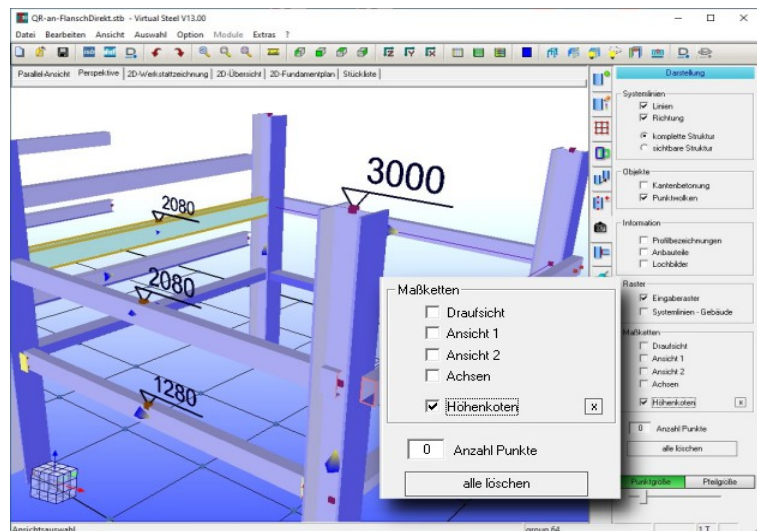 QR-an-FlanschDirekt.stb - Virtual Steel V13.00
Datei Bearbeiten Ansicht Auswahl Option Module Extras ?
Parallel-Ansicht Perspektive 2D-Werkstattzeichnung 2D-Übersicht 2D-Fundamentplan Stückliste
3000
2080
2080
1280
Maßketten
Draufsicht
Ansicht 1
Ansicht 2
Achsen
Höhenkoten x
0 Anzahl Punkte
alle löschen
Darstellung
Systemlinien
Linien
Richtung
komplette Struktur
sichtbare Struktur
Objekte
Kantenbetonung
Punktwolken
Information
Profilbezeichnungen
Anbauteile
Lochbilder
Raster
Eingaberaster
Systemlinien - Gebäude
Maßketten
Draufsicht
Ansicht 1
Ansicht 2
Achsen
Höhenkoten x
0 Anzahl Punkte
alle löschen
Punktgröße Pfeilgröße
Ansichtsauswahl group 64